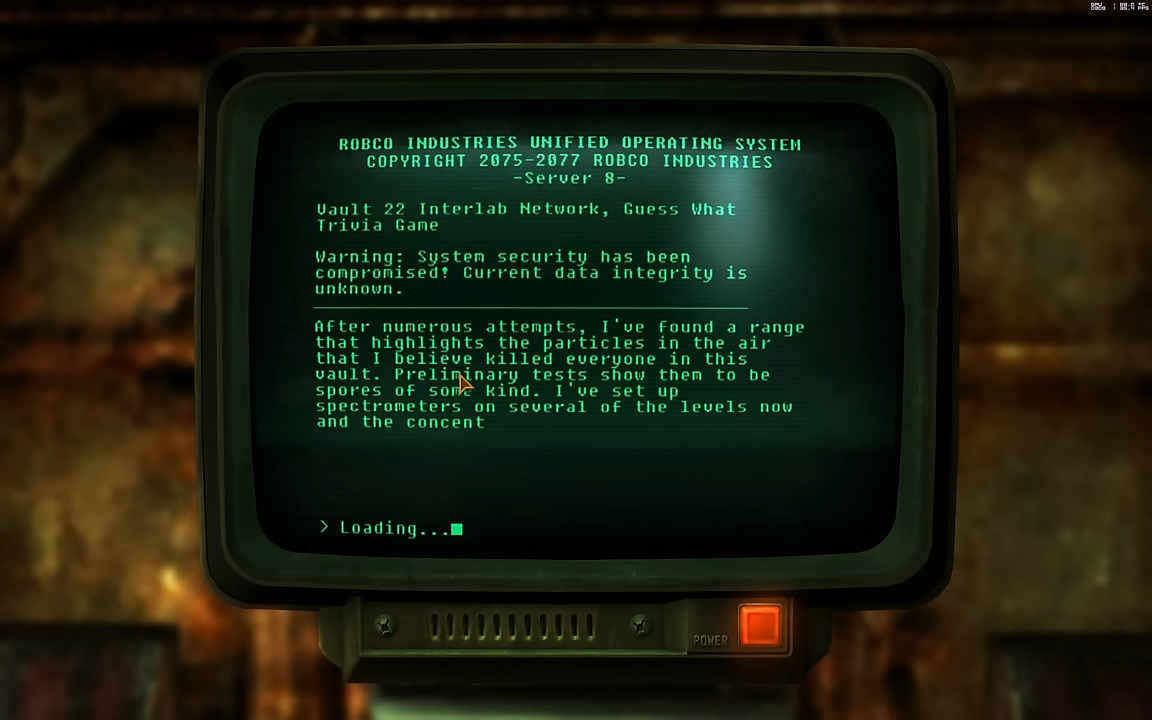 ROBCO INDUSTRIES UNIFIED OPERATING SYSTEM
COPYRIGHT 2075-2077 ROBCO INDUSTRIES
-Server 8-
Vault 22 Interlab Network, Guess What
Trivia Game
Warning: System security has been
compromised! Current data integrity is
unknown.
After numerous attempts, I've found a range
that highlights the particles in the air
that I believe killed everyone in this
vault. Preliminary tests show them to be
spores of some kind. I've set up
spectrometers on several of the levels now
and the concent
> Loading...
POWER